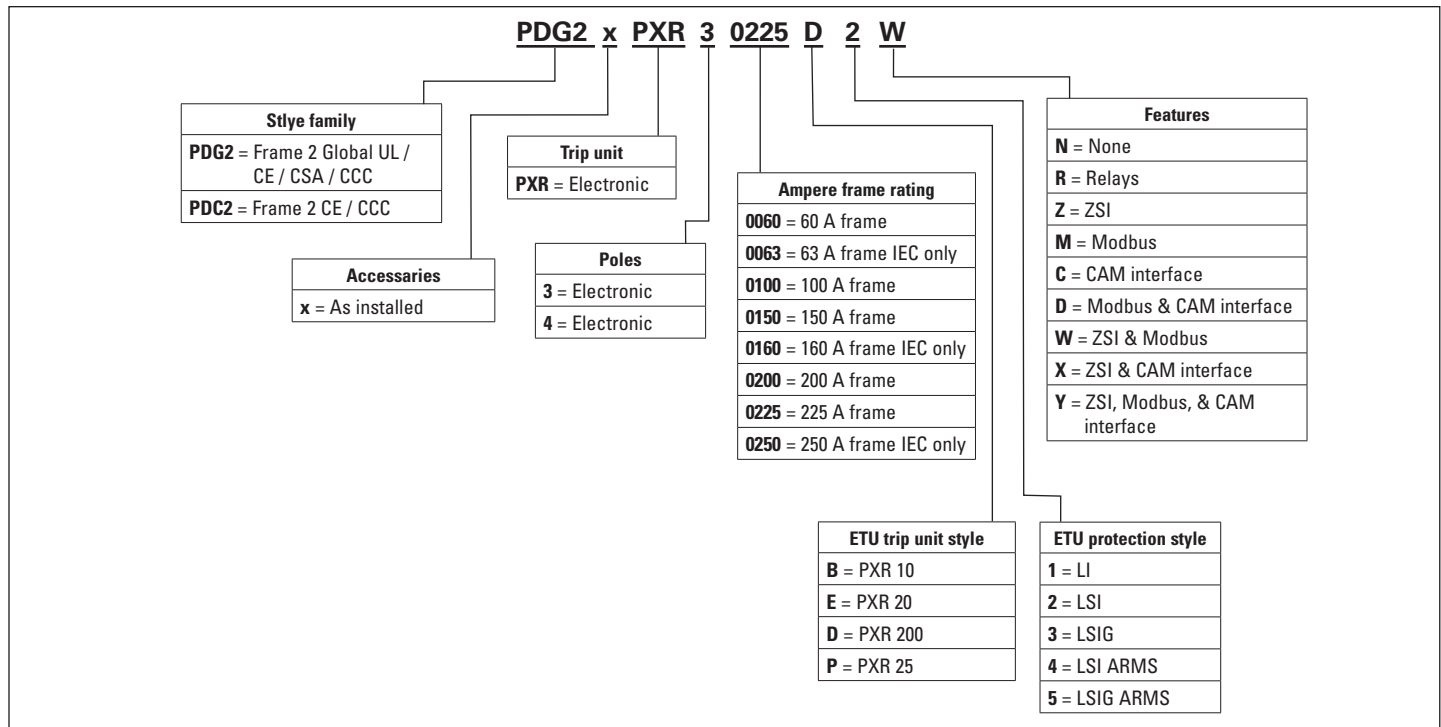 PDG2 x PXR 3 0225 D 2 W
Stlye family
PDG2 = Frame 2 Global UL /
CE / CSA / CCC
PDC2 = Frame 2 CE / CCC
Accessaries
x = As installed
Trip unit
PXR = Electronic
Poles
3 = Electronic
4 = Electronic
Ampere frame rating
0060 = 60 A frame
0063 = 63 A frame IEC only
0100 = 100 A frame
0150 = 150 A frame
0160 = 160 A frame IEC only
0200 = 200 A frame
0225 = 225 A frame
0250 = 250 A frame IEC only
Features
N = None
R = Relays
Z = ZSI
M = Modbus
C = CAM interface
D = Modbus & CAM interface
W = ZSI & Modbus
X = ZSI & CAM interface
Y = ZSI, Modbus, & CAM
interface
ETU trip unit style
B = PXR 10
E = PXR 20
D = PXR 200
P = PXR 25
ETU protection style
1 = LI
2 = LSI
3 = LSIG
4 = LSI ARMS
5 = LSIG ARMS